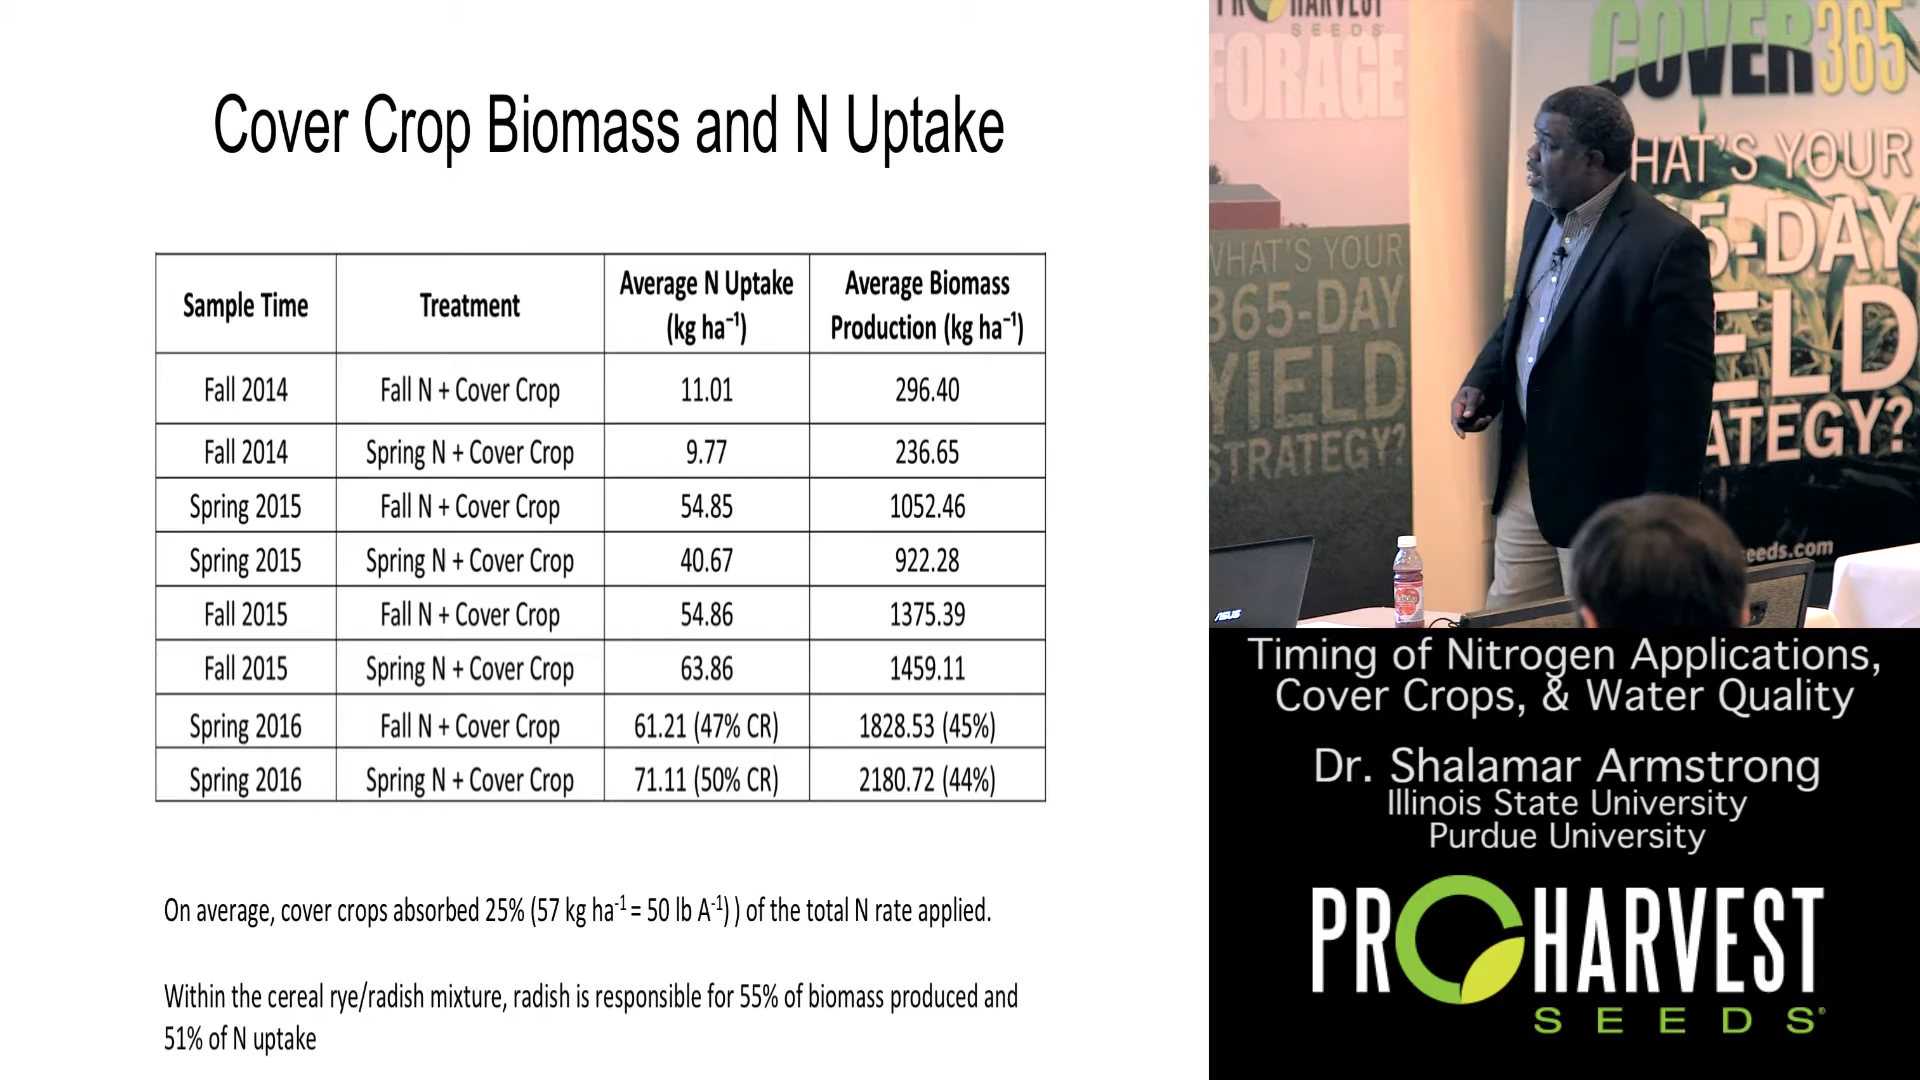 Cover Crop Biomass and N Uptake
Sample Time Treatment Average N Uptake (kg ha⁻¹) Average Biomass Production (kg ha⁻¹)
Fall 2014 Fall N + Cover Crop 11.01 296.40
Fall 2014 Spring N + Cover Crop 9.77 236.65
Spring 2015 Fall N + Cover Crop 54.85 1052.46
Spring 2015 Spring N + Cover Crop 40.67 922.28
Fall 2015 Fall N + Cover Crop 54.86 1375.39
Fall 2015 Spring N + Cover Crop 63.86 1459.11
Spring 2016 Fall N + Cover Crop 61.21 (47% CR) 1828.53 (45%)
Spring 2016 Spring N + Cover Crop 71.11 (50% CR) 2180.72 (44%)
On average, cover crops absorbed 25% (57 kg ha⁻¹ = 50 lb A⁻¹) ) of the total N rate applied.
Within the cereal rye/radish mixture, radish is responsible for 55% of biomass produced and
51% of N uptake
PROHARVEST
SEEDS
FORAGE
WHAT'S YOUR
365-DAY
YIELD
STRATEGY?
COVER365
HAT'S YOUR
5-DAY
ELD
ATEGY?
eeds.com
ASUS
Timing of Nitrogen Applications,
Cover Crops, & Water Quality
Dr. Shalamar Armstrong
Illinois State University
Purdue University
PROHARVEST
SEEDS®